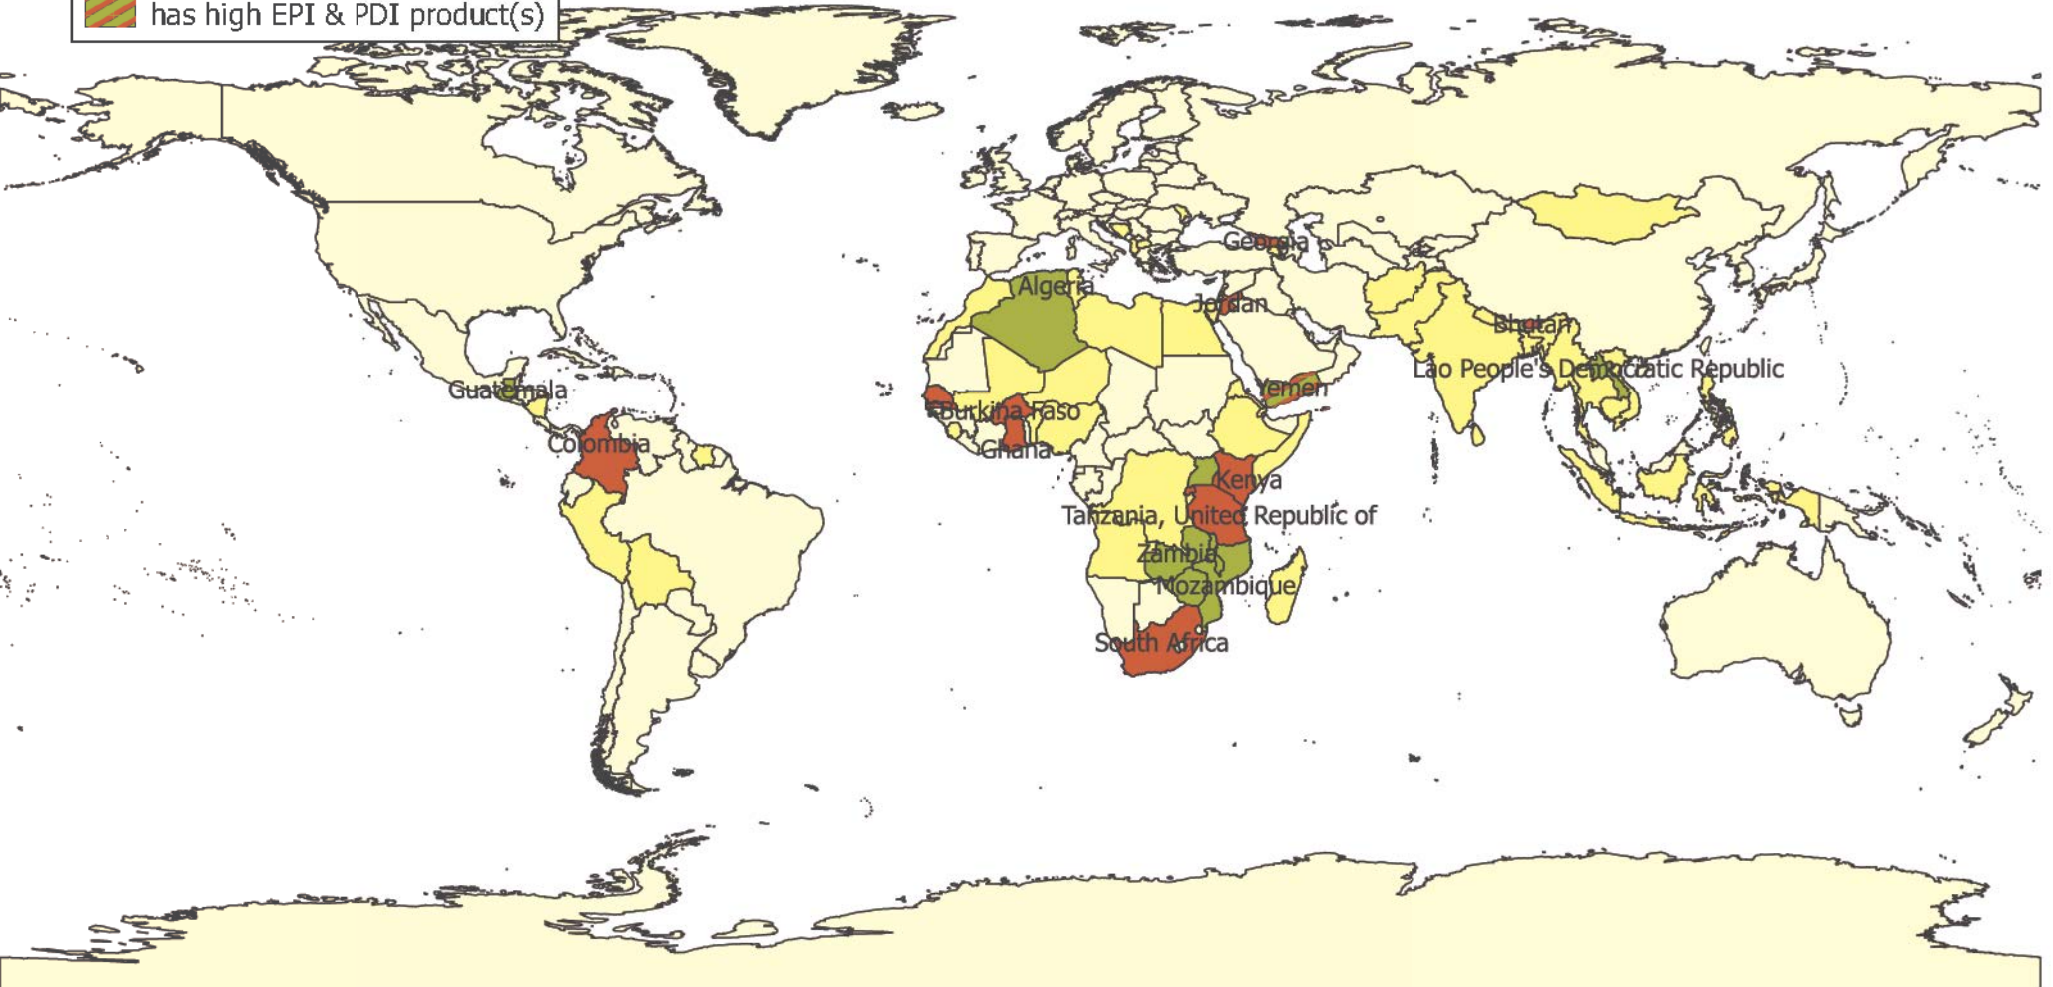 has high EPI & PDI product(s)
Georgia
Algeria
Jordan
Bhutan
Lao People's Democratic Republic
Guatemala
Yemen
Burkina Faso
Colombia
Ghana
Kenya
Tanzania, United Republic of
Zambia
Mozambique
South Africa